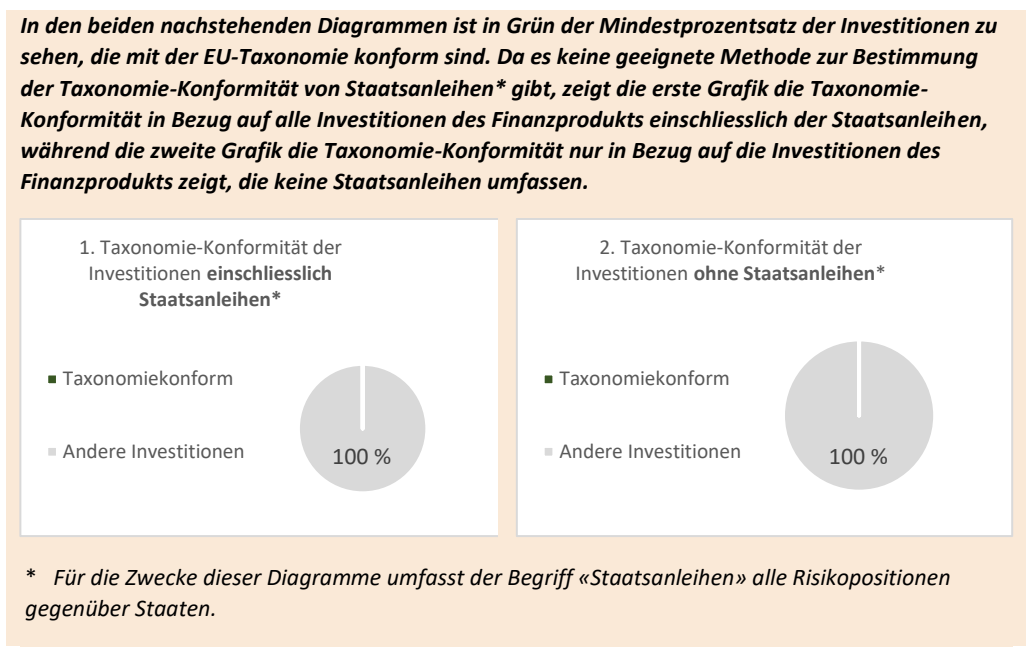 In den beiden nachstehenden Diagrammen ist in Grün der Mindestprozentsatz der Investitionen zu
sehen, die mit der EU-Taxonomie konform sind. Da es keine geeignete Methode zur Bestimmung
der Taxonomie-Konformität von Staatsanleihen* gibt, zeigt die erste Grafik die Taxonomie-
Konformität in Bezug auf alle Investitionen des Finanzprodukts einschliesslich der Staatsanleihen,
während die zweite Grafik die Taxonomie-Konformität nur in Bezug auf die Investitionen des
Finanzprodukts zeigt, die keine Staatsanleihen umfassen.
1. Taxonomie-Konformität der
Investitionen einschliesslich
Staatsanleihen*
Taxonomiekonform
Andere Investitionen
100 %
2. Taxonomie-Konformität der
Investitionen ohne Staatsanleihen*
Taxonomiekonform
Andere Investitionen
100 %
* Für die Zwecke dieser Diagramme umfasst der Begriff «Staatsanleihen» alle Risikopositionen
gegenüber Staaten.